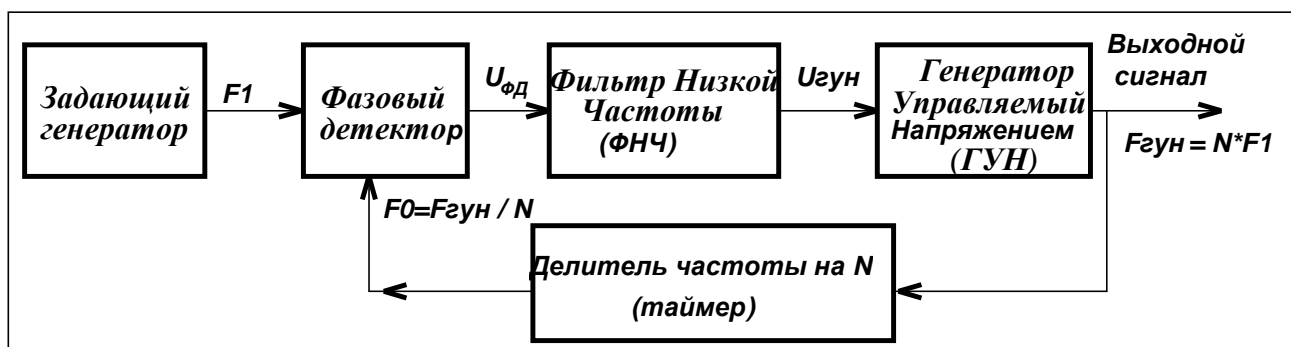 Задающий
генератор
F1
Фазовый
детектор
UФД
Фильтр Низкой
Частоты
(ФНЧ)
Uгун
Генератор
Управляемый
Напряжением
(ГУН)
Выходной
сигнал
Fгун = N*F1
F0=Fгун / N
Делитель частоты на N
(таймер)